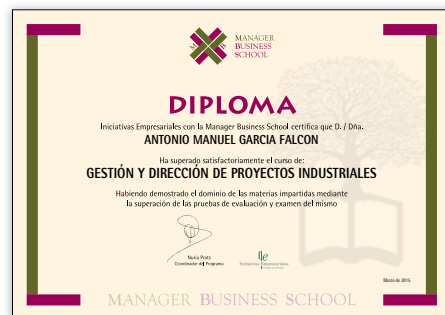 M B
MANAGER
BUSINESS
SCHOOL
DIPLOMA
Iniciativas Empresariales con la Manager Business School certifica que D. / Dña.
ANTONIO MANUEL GARCIA FALCON
Ha superado satisfactoriamente el curso de:
GESTIÓN Y DIRECCIÓN DE PROYECTOS INDUSTRIALES
Habiendo demostrado el dominio de las materias impartidas mediante
la superación de las pruebas de evaluación y examen del mismo
Nuria Prats
Coordinador del Programa
Iniciativas Empresariales
Marzo de 2015
MANAGER BUSINESS SCHOOL